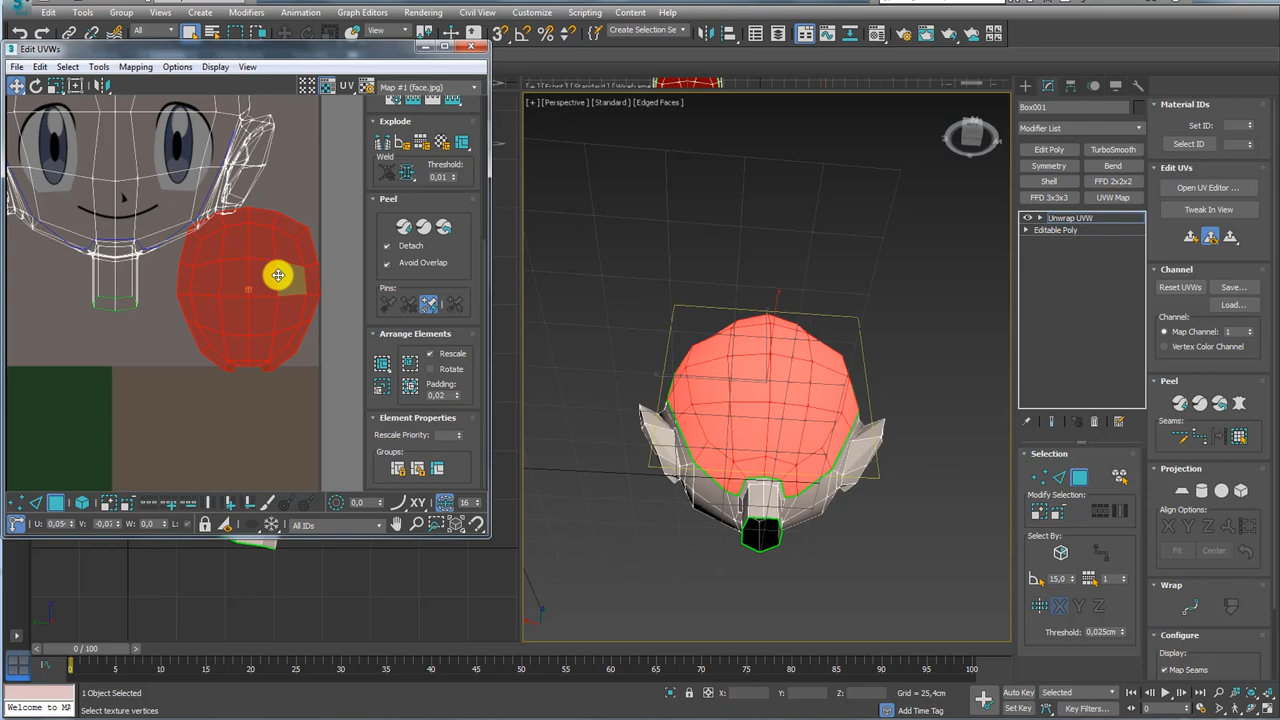 Tools Group Views Create Modifiers Animation Graph Editors Rendering Civil View Customize Scripting Content Help
All View Create Selection Se
Edit UVWs
File Edit Select Tools Mapping Options Display View
UV Map #1 (face.jpg)
Explode
Weld
Threshold:
0,01
Peel
Detach
Avoid Overlap
Pins:
Arrange Elements
Rescale
Rotate
Padding:
0,02
Element Properties
Rescale Priority:
Groups:
0,0 XY 16
U: 0,05 V: W: 0,0 L: All IDs
[+] [Perspective] [Standard] [Edged Faces]
Box001
Modifier List
Edit Poly TurboSmooth
Symmetry Bend
Shell FFD 2x2x2
FFD 3x3x3 UVW Map
Unwrap UVW
Editable Poly
Selection
Modify Selection:
Select By:
15,0 1
X Y Z
Threshold: 0,025cm
Material IDs
Set ID:
Select ID
Edit UVs
Open UV Editor ...
Tweak In View
Channel
Reset UVWs Save...
Load...
Channel:
Map Channel: 1
Vertex Color Channel
Peel
Seams:
Projection
Align Options:
X Y Z
Fit Center
Wrap
Configure
Display:
Map Seams
0 / 100
0 5 10 15 20 25 30 35 40 45 50 55 60 65 70 75 80 85 90 95 100
1 Object Selected
Select texture vertices
X: Y: Z: Grid = 25,4cm
Add Time Tag
Auto Key Selected
Set Key Key Filters...
0